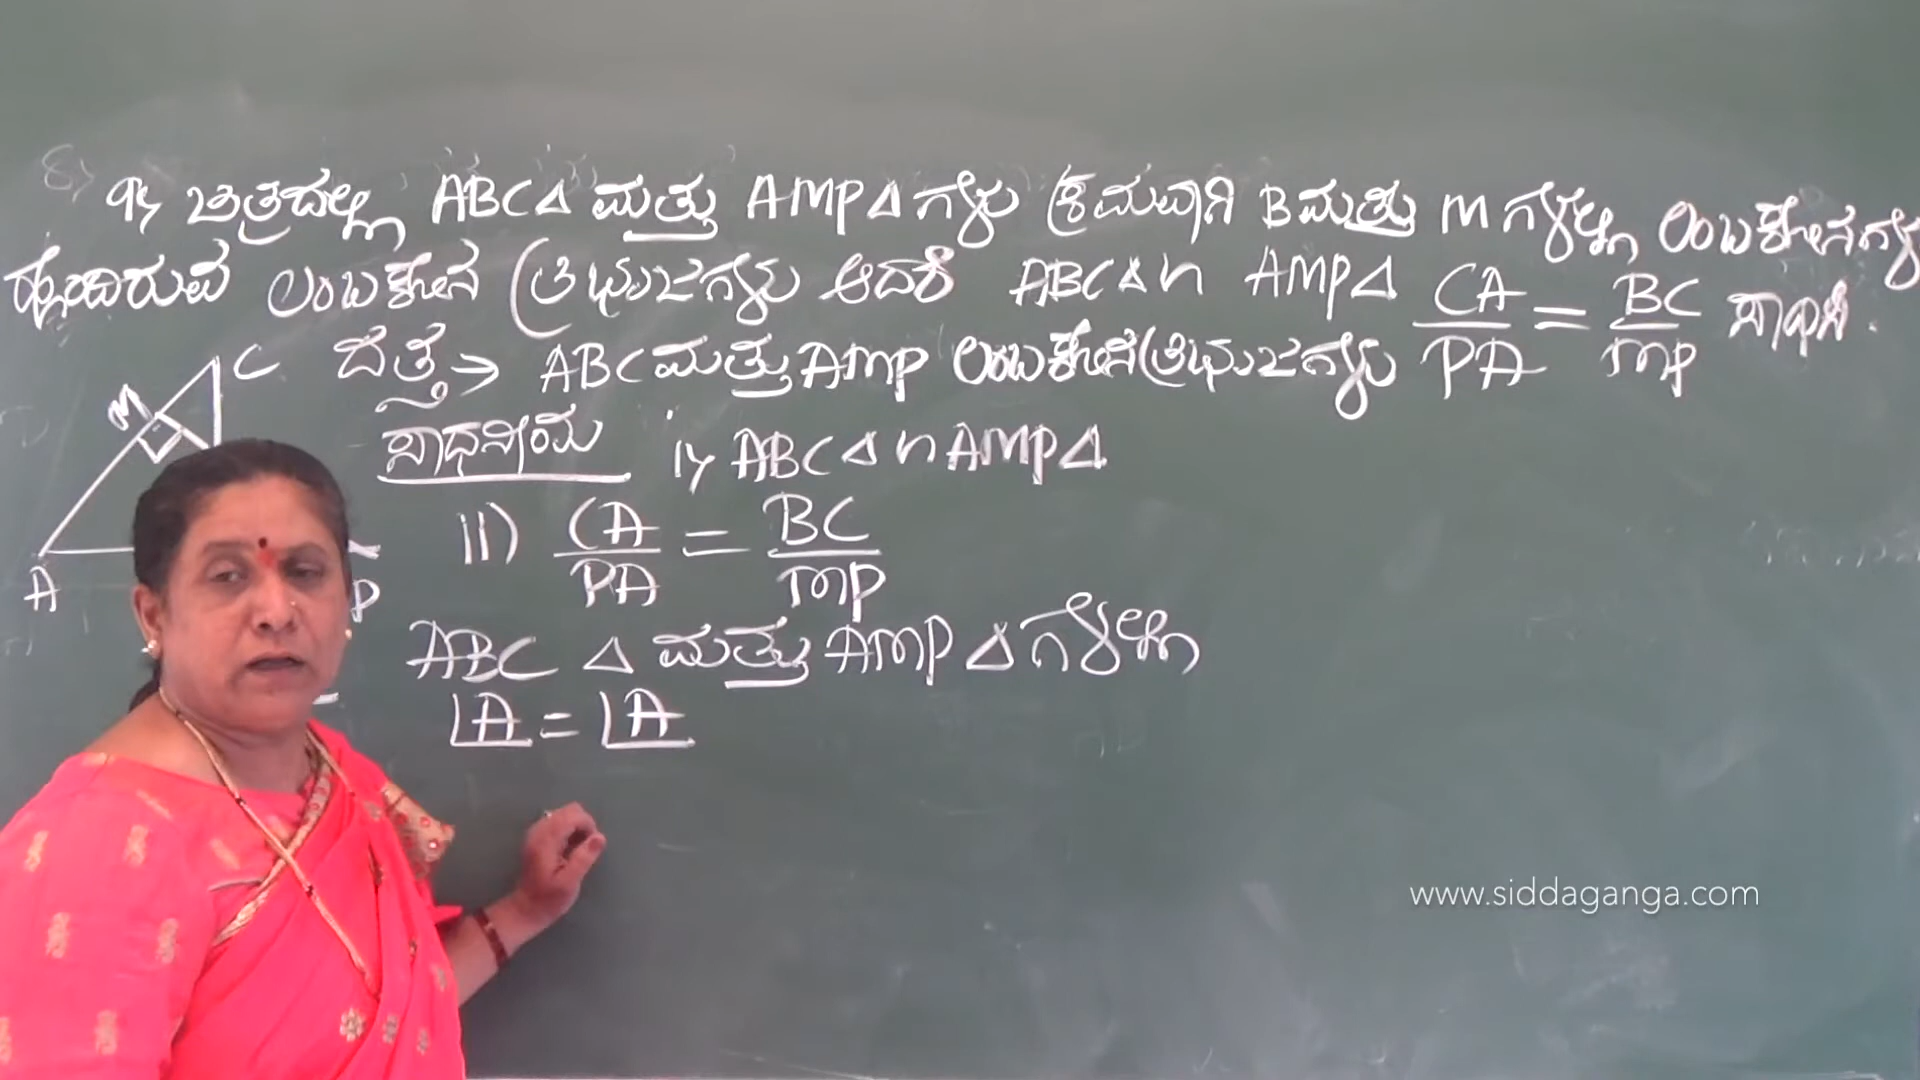 9) ಚಿತ್ರದಲ್ಲಿ ABC∆ ಮತ್ತು AMP∆ ಗಳು ಕ್ರಮವಾಗಿ B ಮತ್ತು M ಗಳಲ್ಲಿ ಲಂಬಕೋನಗಳ
ಹೊಂದಿರುವ ಲಂಬಕೋನ ತ್ರಿಭುಜಗಳು ಆದರೆ ABC∆ ~ AMP∆ CA/PA = BC/MP ಸಾಧಿಸಿ.
C ದತ್ತ → ABC ಮತ್ತು AMP ಲಂಬಕೋನ ತ್ರಿಭುಜಗಳು
M
ಸಾಧನೀಯ i) ABC∆ ~ AMP∆
II) CA/PA = BC/MP
A P
ABC ∆ ಮತ್ತು AMP ∆ ಗಳಲ್ಲಿ
∠A = ∠A
www.siddaganga.com